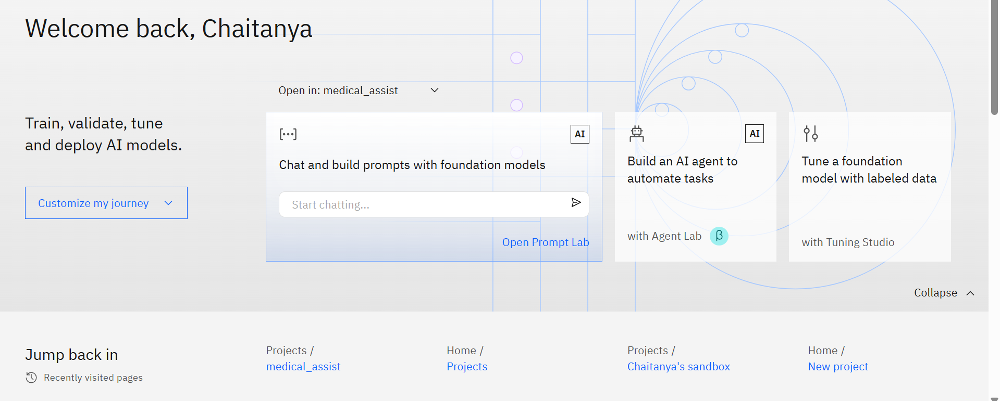 Welcome back, Chaitanya
Open in: medical_assist
Train, validate, tune
and deploy AI models.
Customize my journey
AI
Chat and build prompts with foundation models
Start chatting...
Open Prompt Lab
AI
Build an AI agent to
automate tasks
with Agent Lab β
Tune a foundation
model with labeled data
with Tuning Studio
Collapse
Jump back in
Recently visited pages
Projects /
medical_assist
Home /
Projects
Projects /
Chaitanya's sandbox
Home /
New project